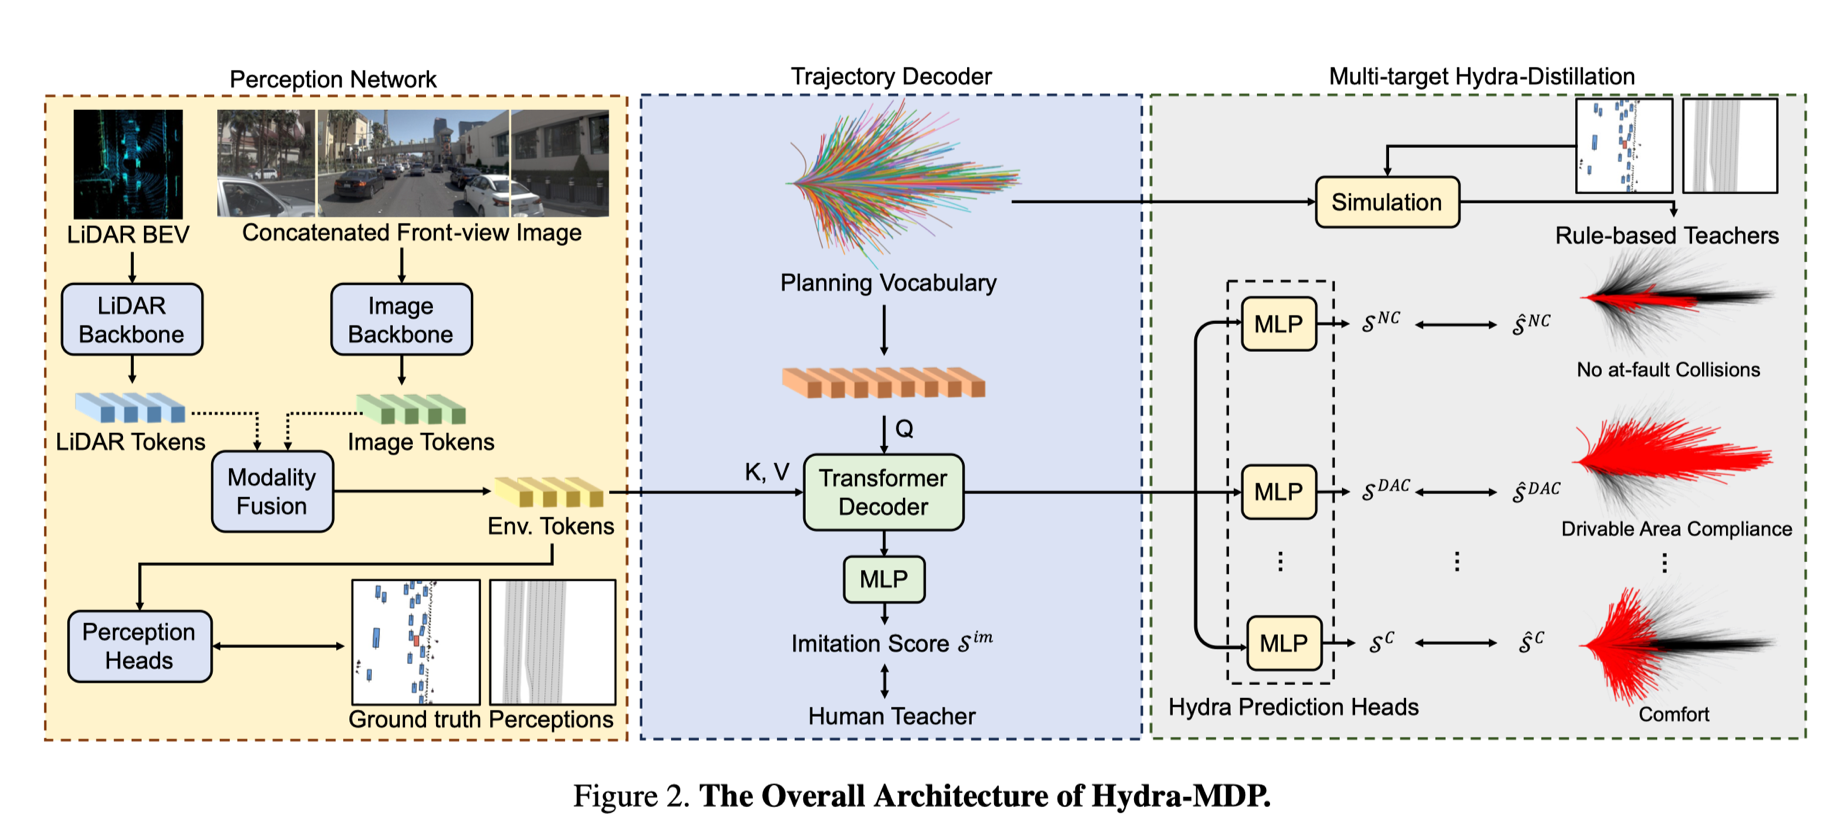 Perception Network
LiDAR BEV
Concatenated Front-view Image
LiDAR
Backbone
Image
Backbone
LiDAR Tokens
Image Tokens
Modality
Fusion
Env. Tokens
Perception
Heads
Ground truth Perceptions
Trajectory Decoder
Planning Vocabulary
Q
K, V
Transformer
Decoder
MLP
Imitation Score 𝒮^{im}
Human Teacher
Multi-target Hydra-Distillation
Simulation
Rule-based Teachers
MLP
𝒮^{NC}
𝒮̂^{NC}
No at-fault Collisions
MLP
𝒮^{DAC}
𝒮̂^{DAC}
Drivable Area Compliance
⋮ ⋮ ⋮
MLP
𝒮^{C}
𝒮̂^{C}
Comfort
Hydra Prediction Heads
Figure 2. The Overall Architecture of Hydra-MDP.